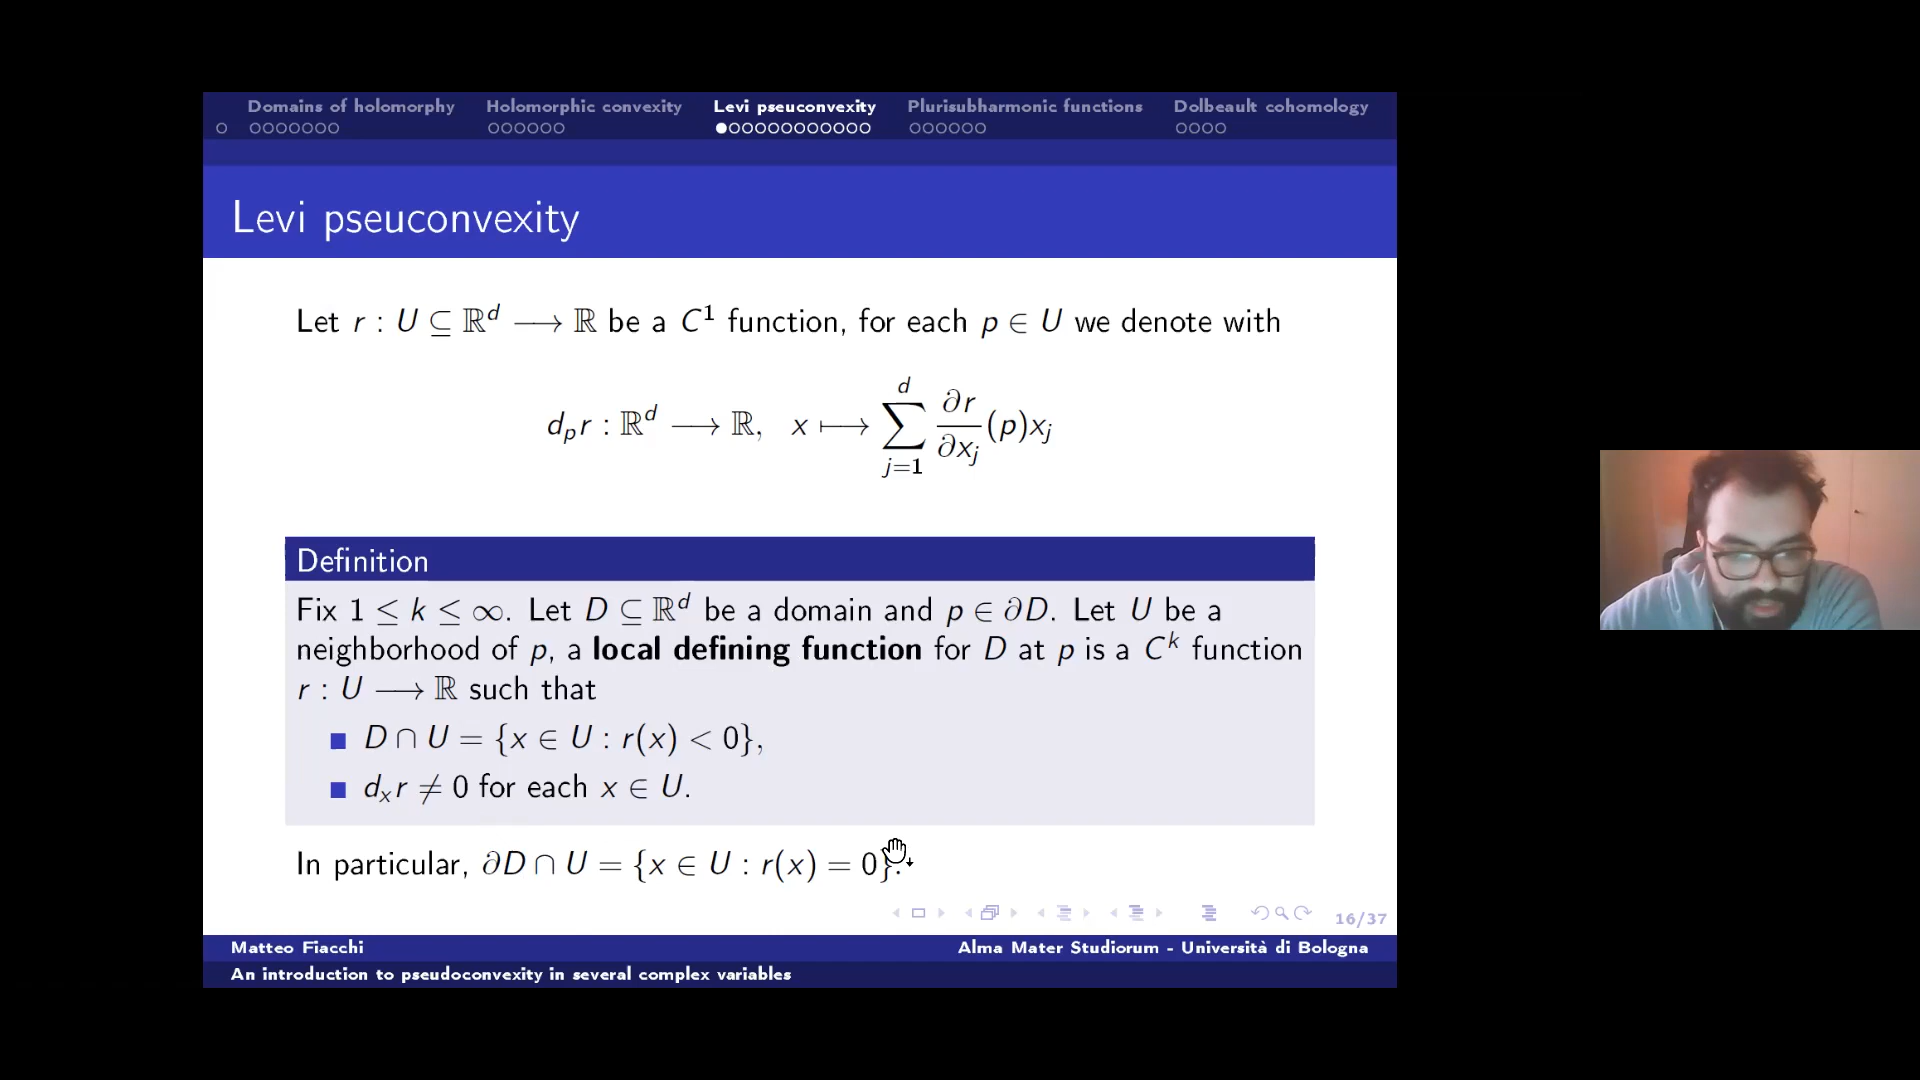 Domains of holomorphy Holomorphic convexity Levi pseuconvexity Plurisubharmonic functions Dolbeault cohomology
Levi pseuconvexity
Let r : U ⊆ ℝ^d ⟶ ℝ be a C^1 function, for each p ∈ U we denote with
d_p r : ℝ^d ⟶ ℝ, x ⟼ ∑_{j=1}^{d} ∂r/∂x_j (p)x_j
Definition
Fix 1 ≤ k ≤ ∞. Let D ⊆ ℝ^d be a domain and p ∈ ∂D. Let U be a
neighborhood of p, a local defining function for D at p is a C^k function
r : U ⟶ ℝ such that
D ∩ U = {x ∈ U : r(x) < 0},
d_x r ≠ 0 for each x ∈ U.
In particular, ∂D ∩ U = {x ∈ U : r(x) = 0}.
16/37
Matteo Fiacchi Alma Mater Studiorum - Università di Bologna
An introduction to pseudoconvexity in several complex variables